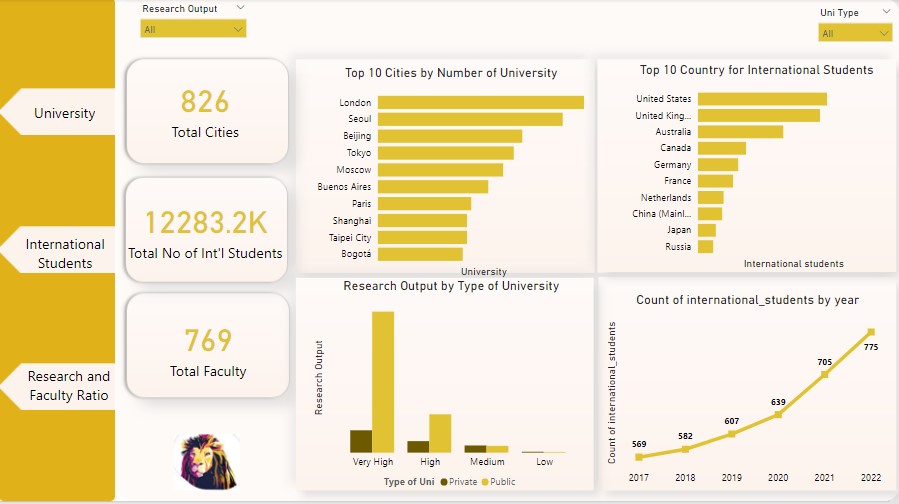 Research Output
All
Uni Type
All
University
International
Students
Research and
Faculty Ratio
826
Total Cities
12283.2K
Total No of Int'l Students
769
Total Faculty
Top 10 Cities by Number of University
London
Seoul
Beijing
Tokyo
Moscow
Buenos Aires
Paris
Shanghai
Taipei City
Bogotá
University
Top 10 Country for International Students
United States
United King...
Australia
Canada
Germany
France
Netherlands
China (Mainl...
Japan
Russia
International students
Research Output by Type of University
Research Output
Very High
High
Medium
Low
Type of Uni Private Public
Count of international_students by year
Count of international_students
569
582
607
639
705
775
2017
2018
2019
2020
2021
2022